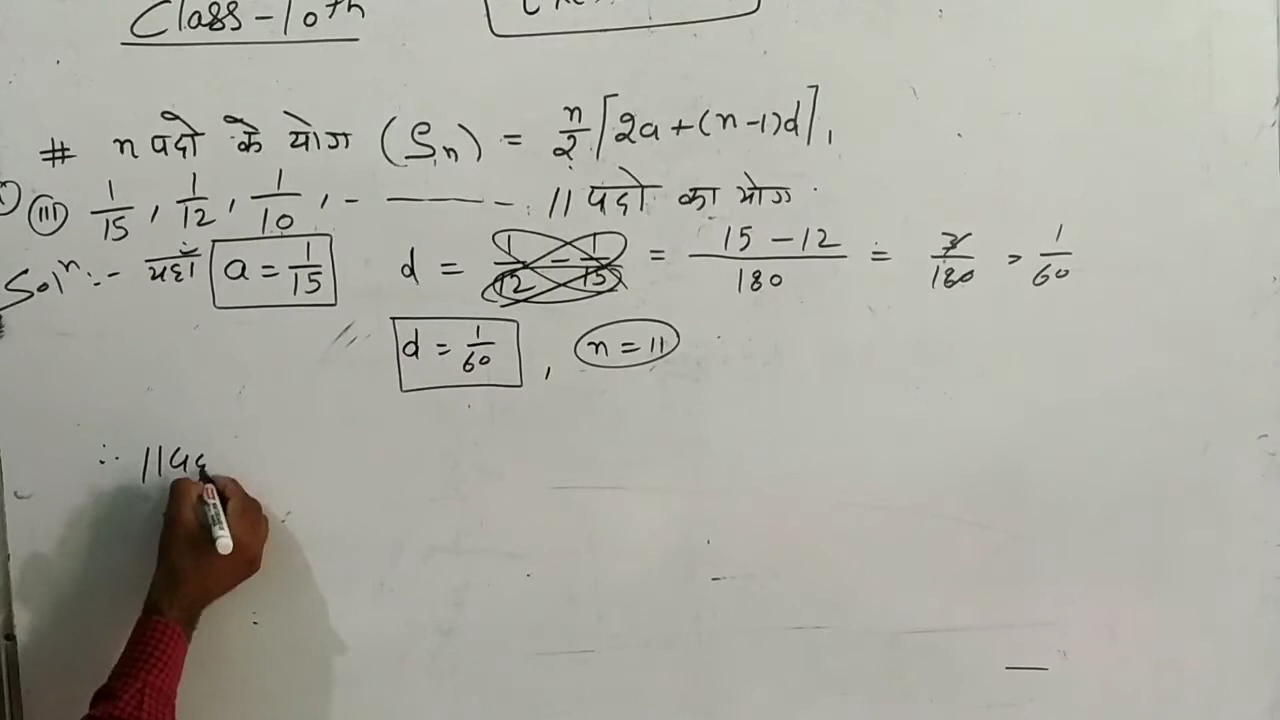 Class-10th
# n पदो के योग (Sn) = n/2 [2a+(n-1)d],
(iii) 1/15, 1/12, 1/10, - ——— - 11 पदो का योग
Solⁿ:- यहाँ a = 1/15 d = 1/12 - 1/15 = 15-12/180 = 3/180 = 1/60
d = 1/60, n = 11
∴ 11 पद